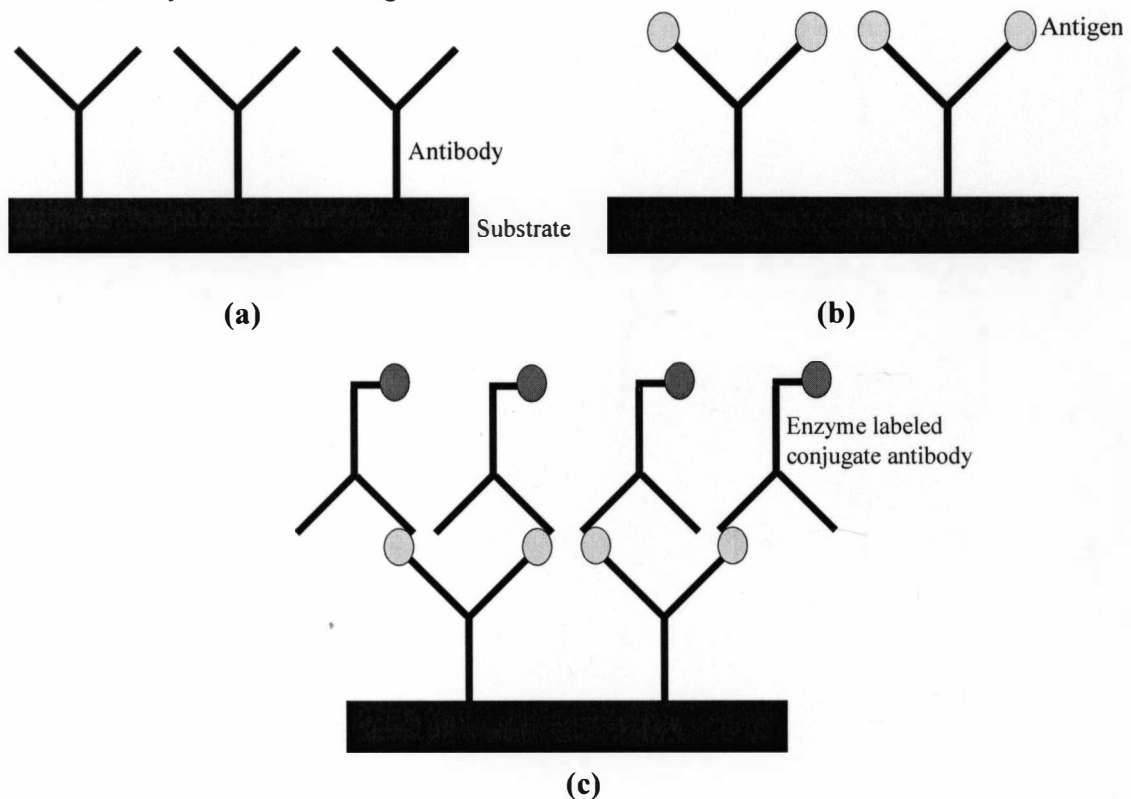 Antigen
Antibody
Substrate
(a)
(b)
Enzyme labeled
conjugate antibody
(c)